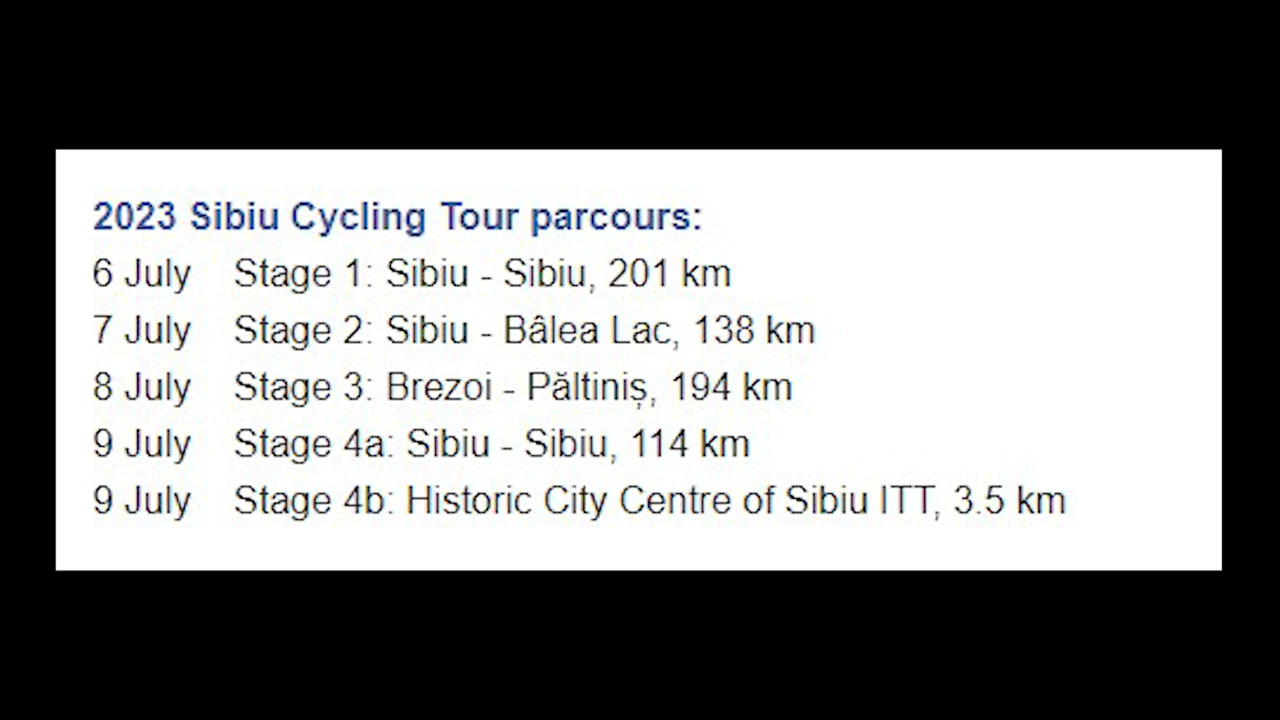 2023 Sibiu Cycling Tour parcours:
6 July Stage 1: Sibiu - Sibiu, 201 km
7 July Stage 2: Sibiu - Bâlea Lac, 138 km
8 July Stage 3: Brezoi - Păltiniș, 194 km
9 July Stage 4a: Sibiu - Sibiu, 114 km
9 July Stage 4b: Historic City Centre of Sibiu ITT, 3.5 km